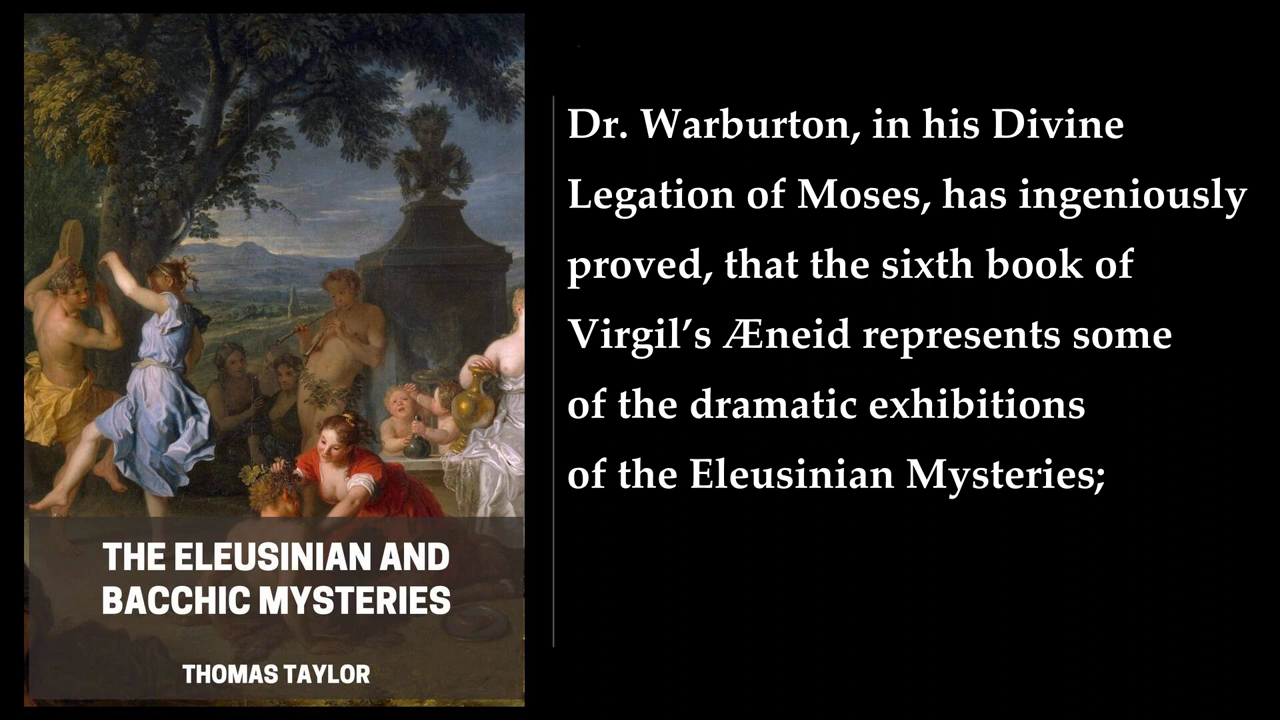 Dr. Warburton, in his Divine
Legation of Moses, has ingeniously
proved, that the sixth book of
Virgil’s Æneid represents some
of the dramatic exhibitions
of the Eleusinian Mysteries;
THE ELEUSINIAN AND
BACCHIC MYSTERIES
THOMAS TAYLOR